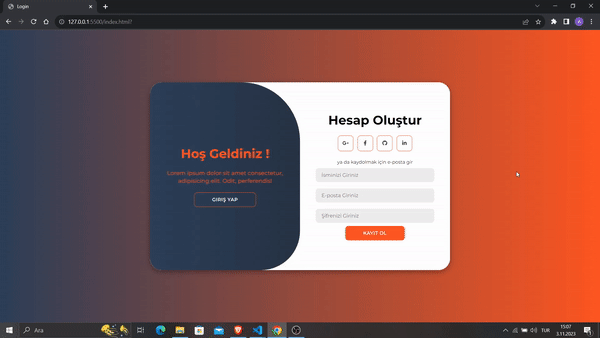 Login
127.0.0.1:5500/index.html?
A
Hoş Geldiniz !
Lorem ipsum dolor sit amet consectetur,
adipisicing elit. Odit, perferendis!
GIRIŞ YAP
Hesap Oluştur
G+ f in
ya da kaydolmak için e-posta gir
İsminizi Giriniz
E-posta Giriniz
Şifrenizi Giriniz
KAYIT OL
Ara
TUR
15:07
3.11.2023